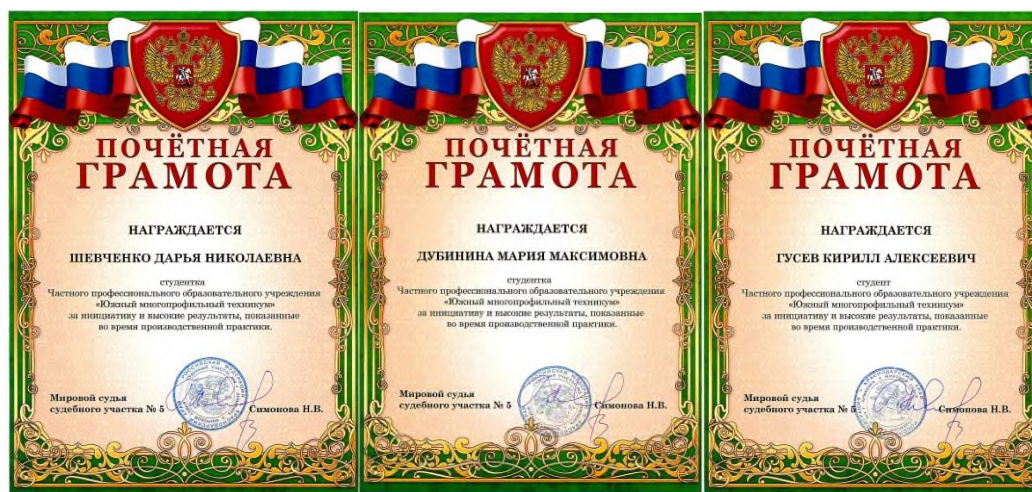 ПОЧЁТНАЯ
ГРАМОТА
НАГРАЖДАЕТСЯ
ШЕВЧЕНКО ДАРЬЯ НИКОЛАЕВНА
студентка
Частного профессионального образовательного учреждения
«Южный многопрофильный техникум»
за инициативу и высокие результаты, показанные
во время производственной практики.
Мировой судья
судебного участка № 5
Симонова Н.В.
ПОЧЁТНАЯ
ГРАМОТА
НАГРАЖДАЕТСЯ
ДУБИНИНА МАРИЯ МАКСИМОВНА
студентка
Частного профессионального образовательного учреждения
«Южный многопрофильный техникум»
за инициативу и высокие результаты, показанные
во время производственной практики.
Мировой судья
судебного участка № 5
Симонова Н.В.
ПОЧЁТНАЯ
ГРАМОТА
НАГРАЖДАЕТСЯ
ГУСЕВ КИРИЛЛ АЛЕКСЕЕВИЧ
студент
Частного профессионального образовательного учреждения
«Южный многопрофильный техникум»
за инициативу и высокие результаты, показанные
во время производственной практики.
Мировой судья
судебного участка № 5
Симонова Н.В.